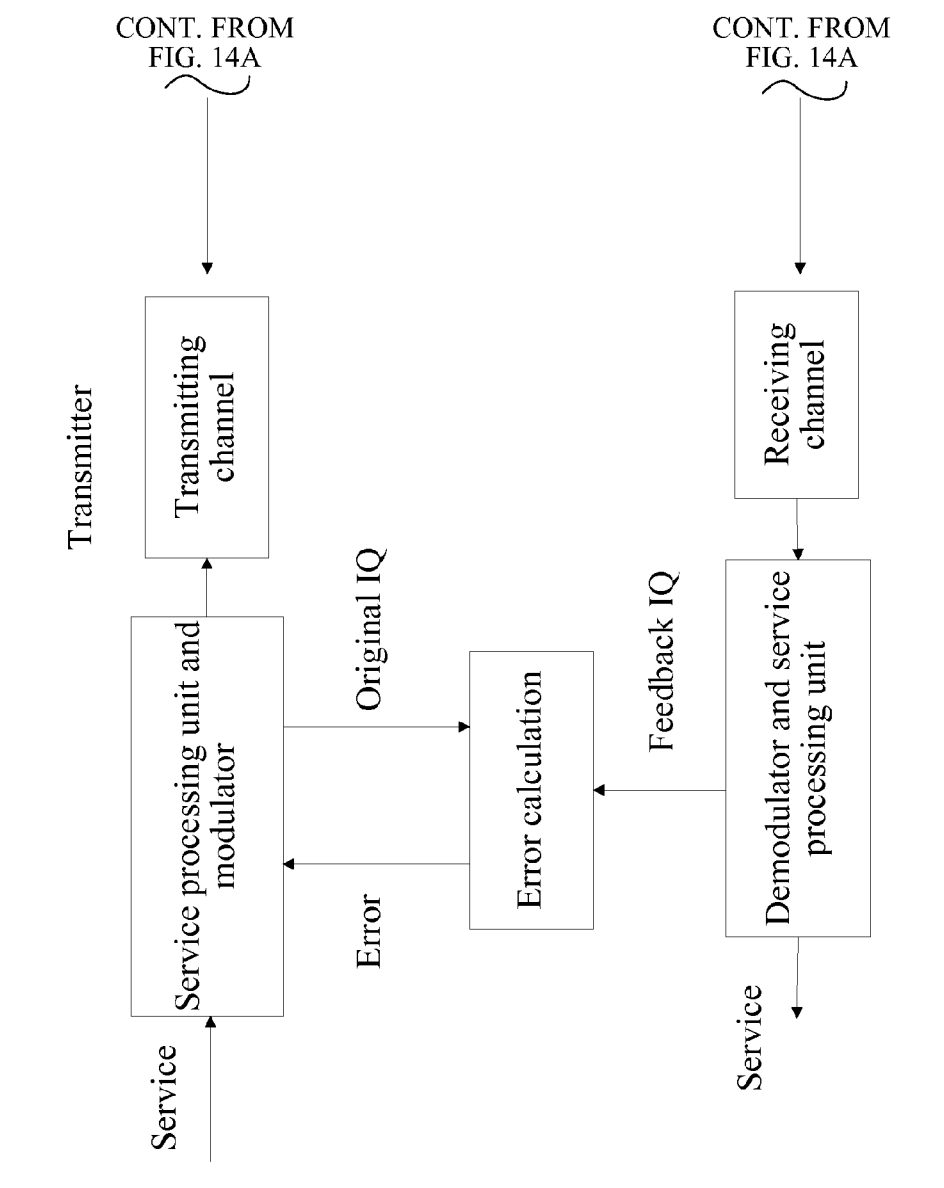 CONT. FROM
FIG. 14A
CONT. FROM
FIG. 14A
Transmitter
Transmitting
channel
Receiving
channel
Service processing unit and
modulator
Original IQ
Error
Error calculation
Feedback IQ
Demodulator and service
processing unit
Service
Service